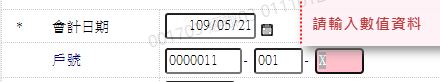 * 會計日期 109/05/21 請輸入數值資料
戶號 0000011 - 001 - X